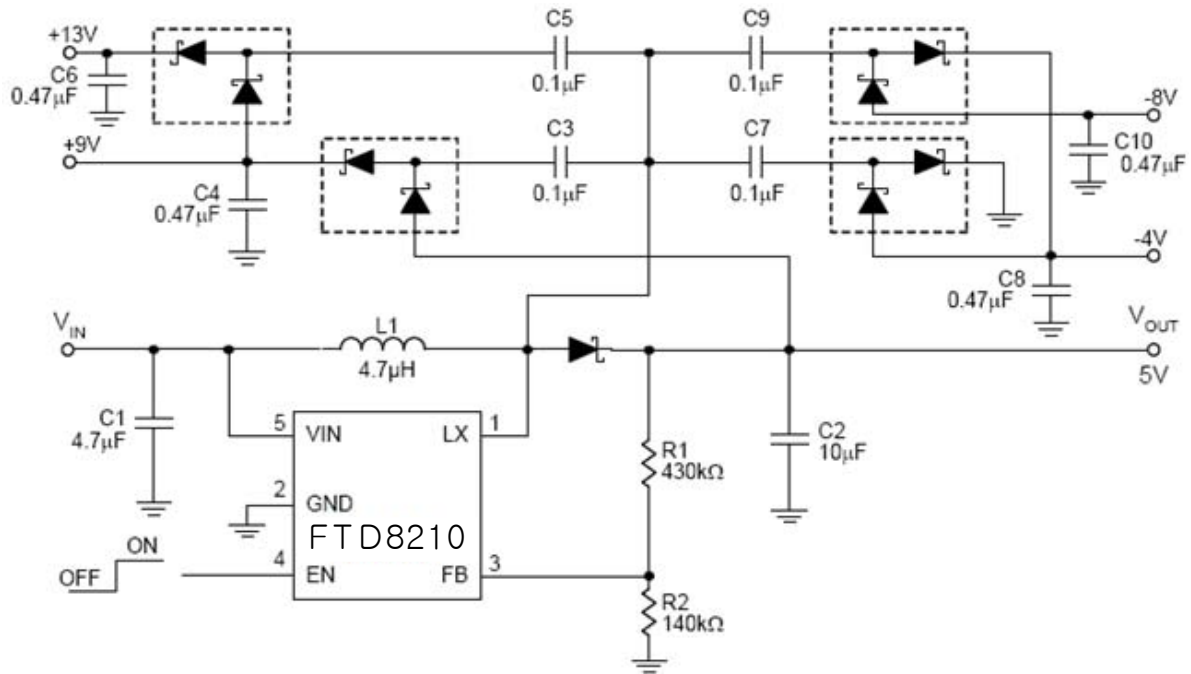 C5
C9
+13V
C6
0.47µF
0.1µF
0.1µF
-8V
+9V
C3
C7
C10
0.47µF
C4
0.47µF
0.1µF
0.1µF
-4V
C8
0.47µF
VIN
L1
4.7µH
VOUT
5V
C1
4.7µF
5
VIN
LX
1
2
GND
FTD8210
4
EN
FB
3
OFF
ON
R1
430kΩ
C2
10µF
R2
140kΩ